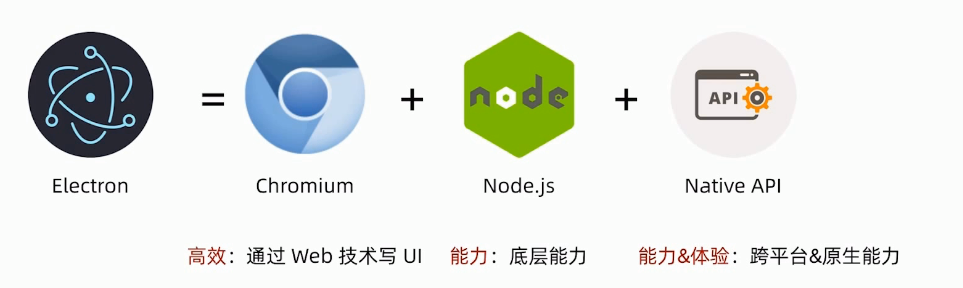 = + node + API
Electron Chromium Node.js Native API
高效：通过 Web 技术写 UI 能力：底层能力 能力&体验：跨平台&原生能力